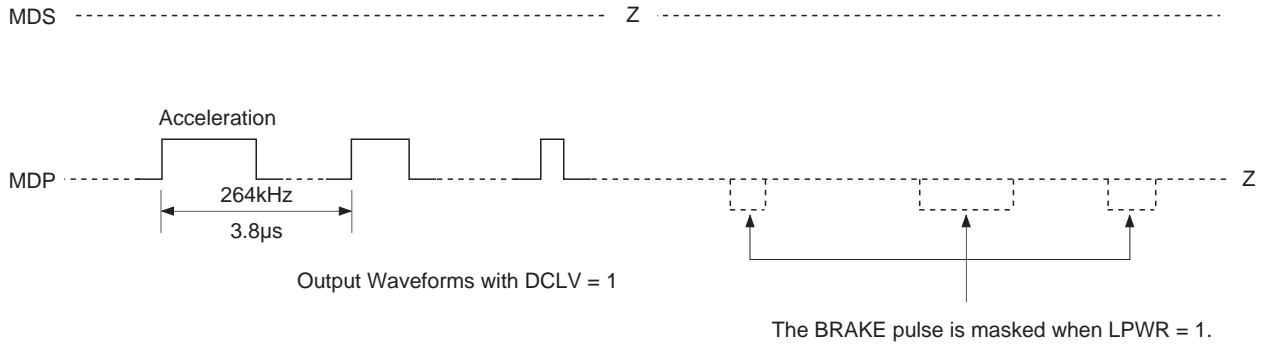 MDS
Z
Acceleration
MDP
Z
264kHz
3.8µs
Output Waveforms with DCLV = 1
The BRAKE pulse is masked when LPWR = 1.